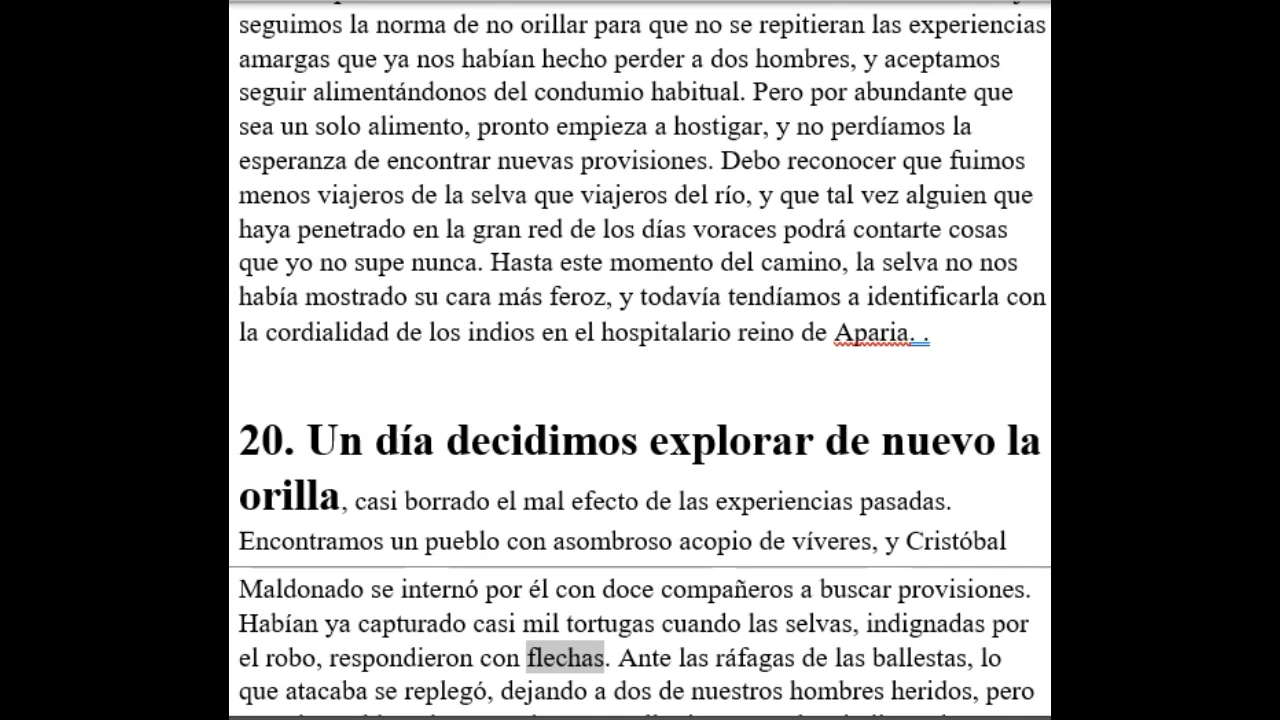 seguimos la norma de no orillar para que no se repitieran las experiencias
amargas que ya nos habían hecho perder a dos hombres, y aceptamos
seguir alimentándonos del condumio habitual. Pero por abundante que
sea un solo alimento, pronto empieza a hostigar, y no perdíamos la
esperanza de encontrar nuevas provisiones. Debo reconocer que fuimos
menos viajeros de la selva que viajeros del río, y que tal vez alguien que
haya penetrado en la gran red de los días voraces podrá contarte cosas
que yo no supe nunca. Hasta este momento del camino, la selva no nos
había mostrado su cara más feroz, y todavía tendíamos a identificarla con
la cordialidad de los indios en el hospitalario reino de Aparia. .
20. Un día decidimos explorar de nuevo la
orilla, casi borrado el mal efecto de las experiencias pasadas.
Encontramos un pueblo con asombroso acopio de víveres, y Cristóbal
Maldonado se internó por él con doce compañeros a buscar provisiones.
Habían ya capturado casi mil tortugas cuando las selvas, indignadas por
el robo, respondieron con flechas. Ante las ráfagas de las ballestas, lo
que atacaba se replegó, dejando a dos de nuestros hombres heridos, pero